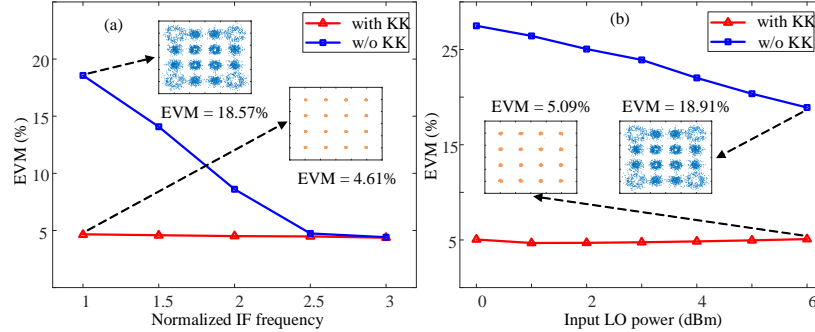 (a)
with KK
w/o KK
EVM = 18.57%
EVM = 4.61%
20
15
10
5
EVM (%)
1
1.5
2
2.5
3
Normalized IF frequency
(b)
with KK
w/o KK
EVM = 5.09%
EVM = 18.91%
25
15
5
EVM (%)
0
2
4
6
Input LO power (dBm)